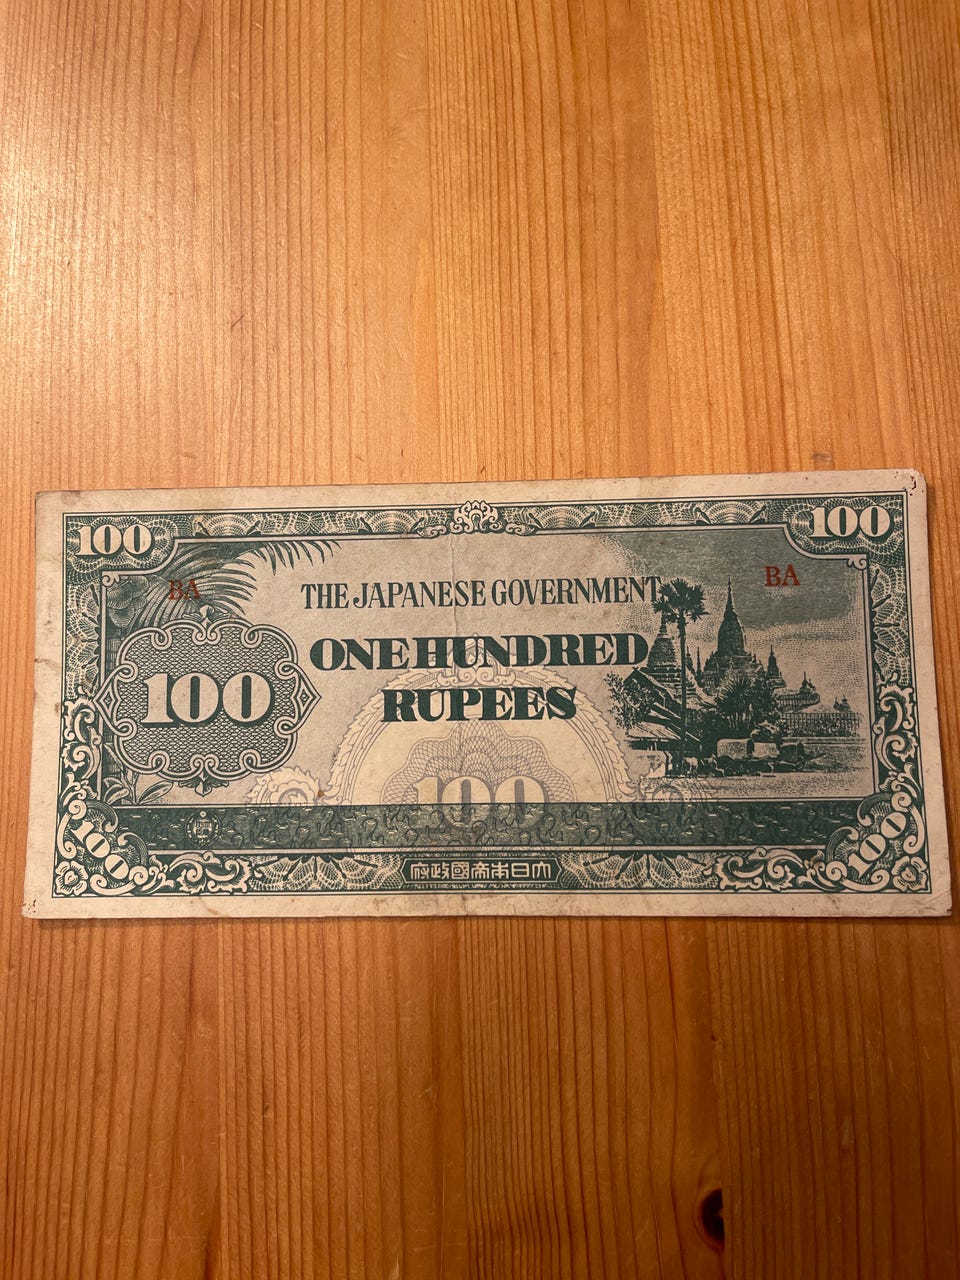 100
100
BA
BA
THE JAPANESE GOVERNMENT
ONE HUNDRED
RUPEES
100
100
100
100
府政國帝本日大